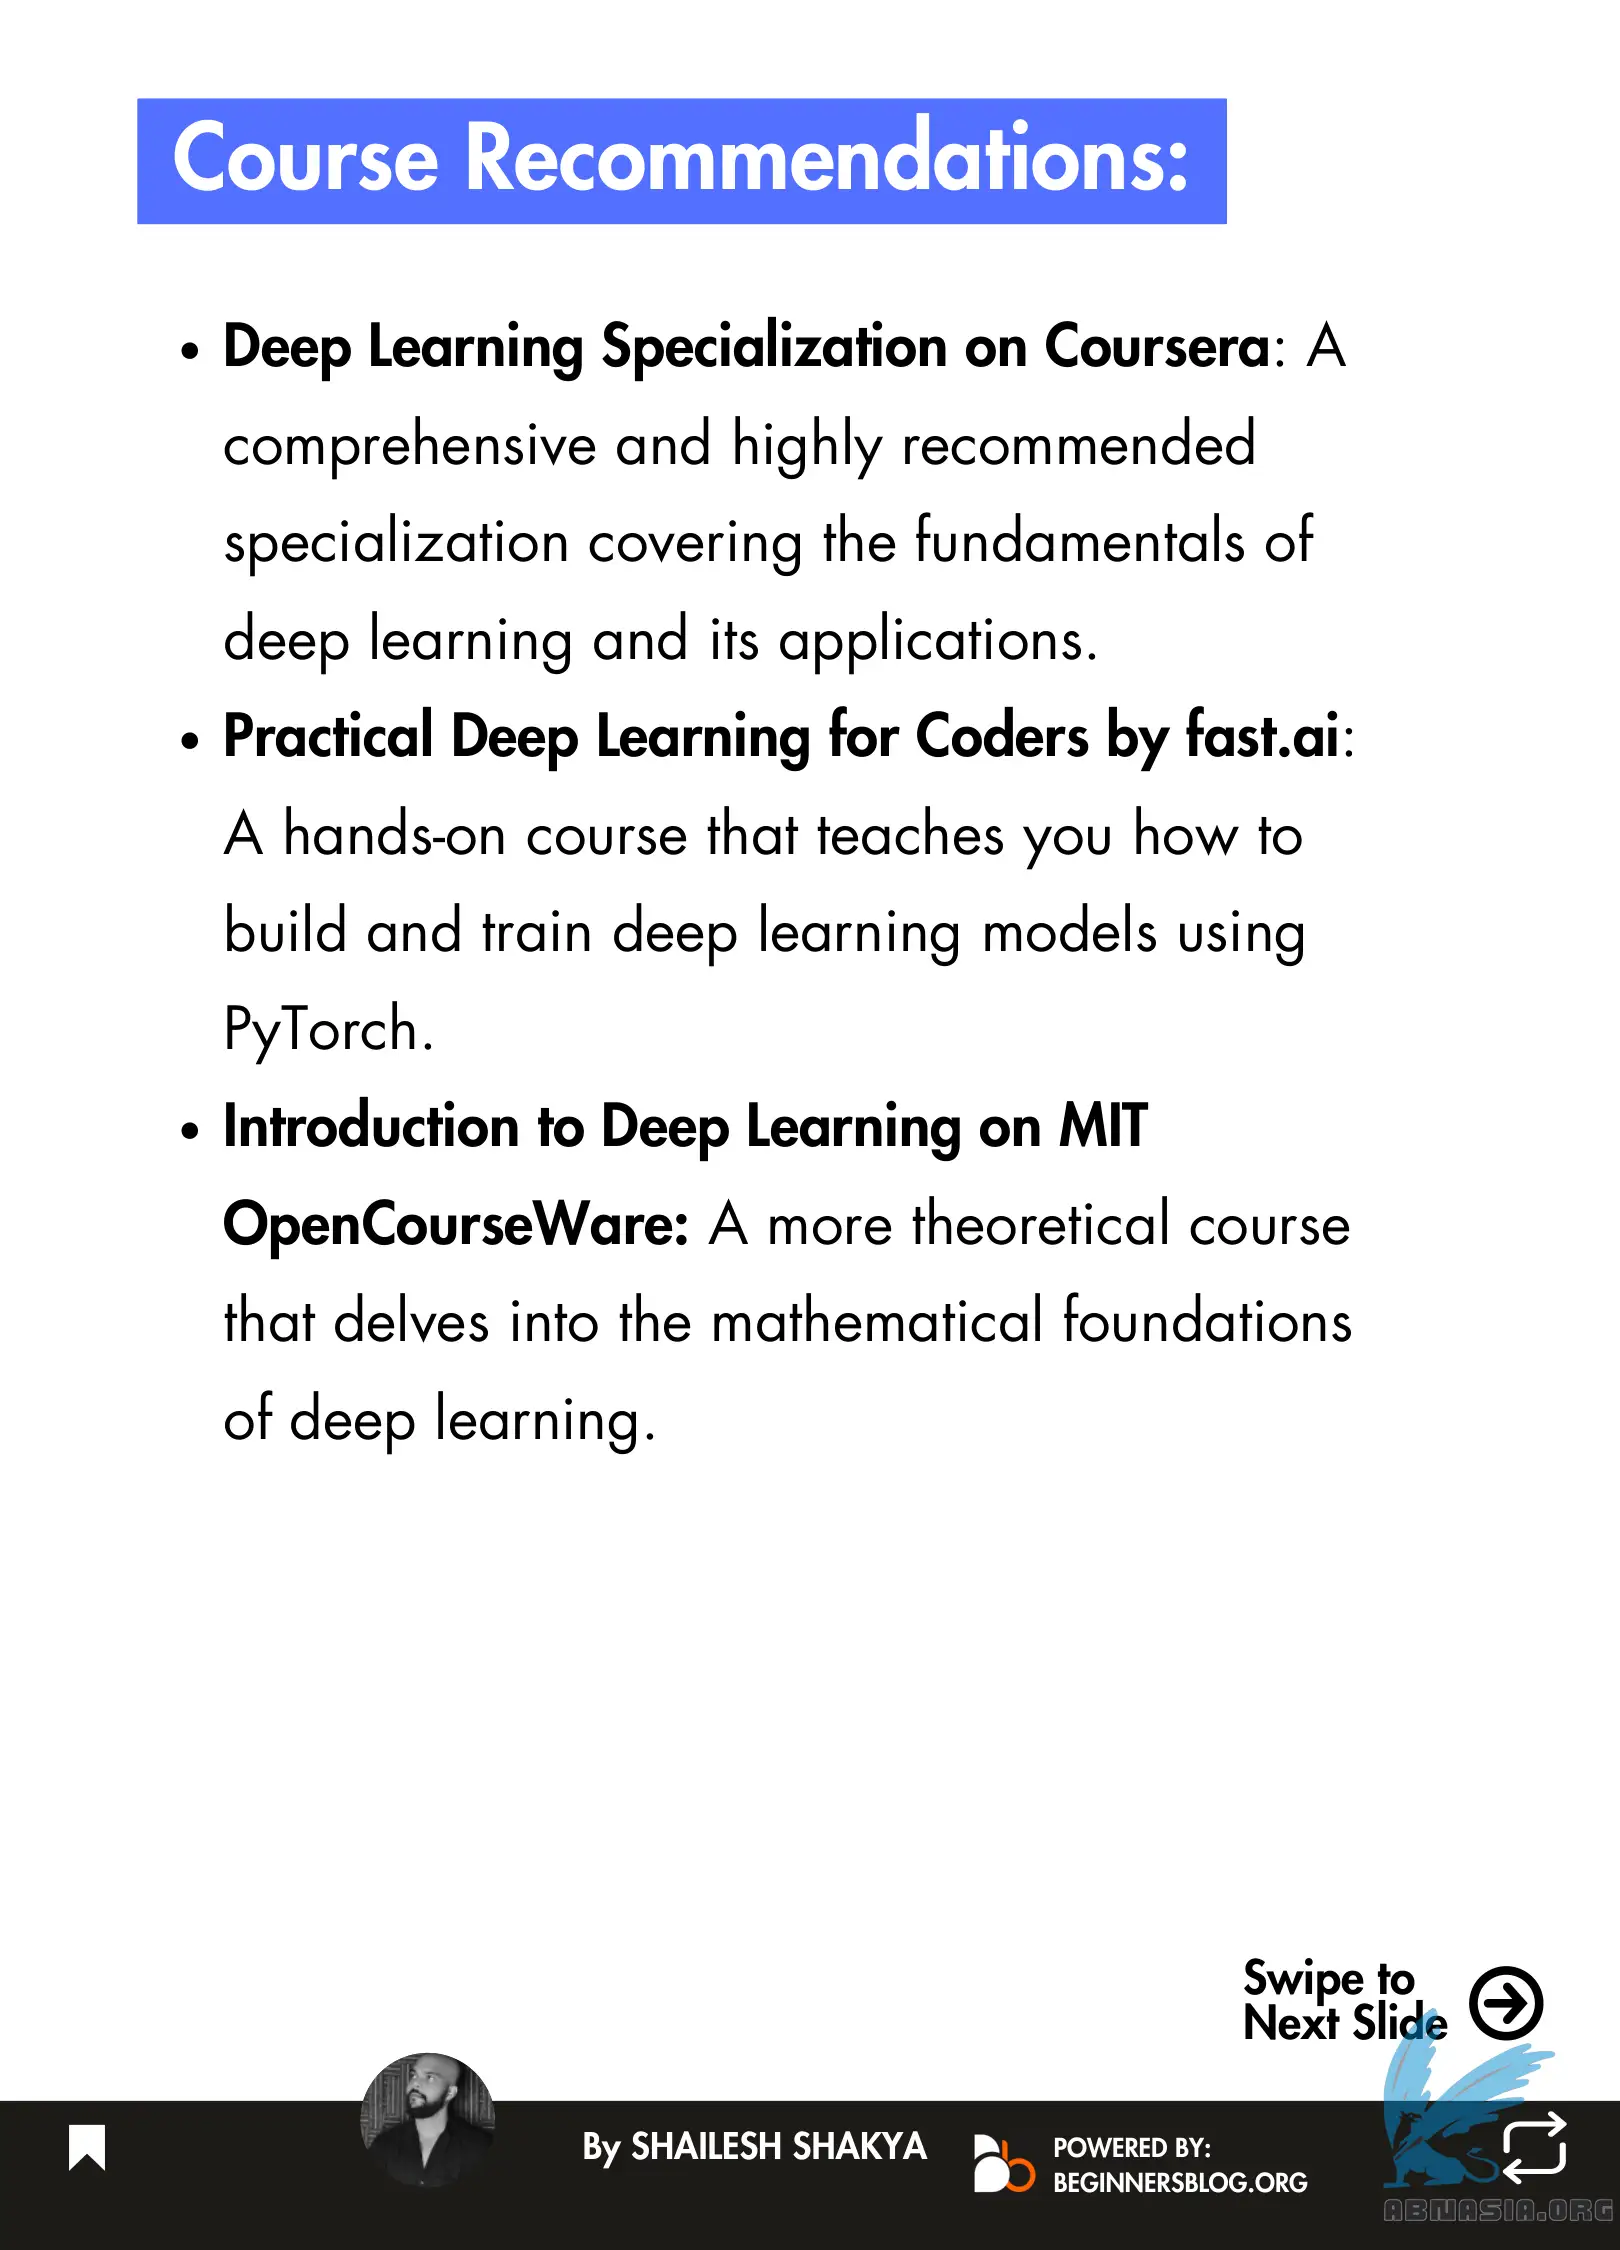 Course Recommendations:
• Deep Learning Specialization on Coursera: A
comprehensive and highly recommended
specialization covering the fundamentals of
deep learning and its applications.
• Practical Deep Learning for Coders by fast.ai:
A hands-on course that teaches you how to
build and train deep learning models using
PyTorch.
• Introduction to Deep Learning on MIT
OpenCourseWare: A more theoretical course
that delves into the mathematical foundations
of deep learning.
Swipe to
Next Slide
By SHAILESH SHAKYA
POWERED BY:
BEGINNERSBLOG.ORG
ABNASIA.ORG